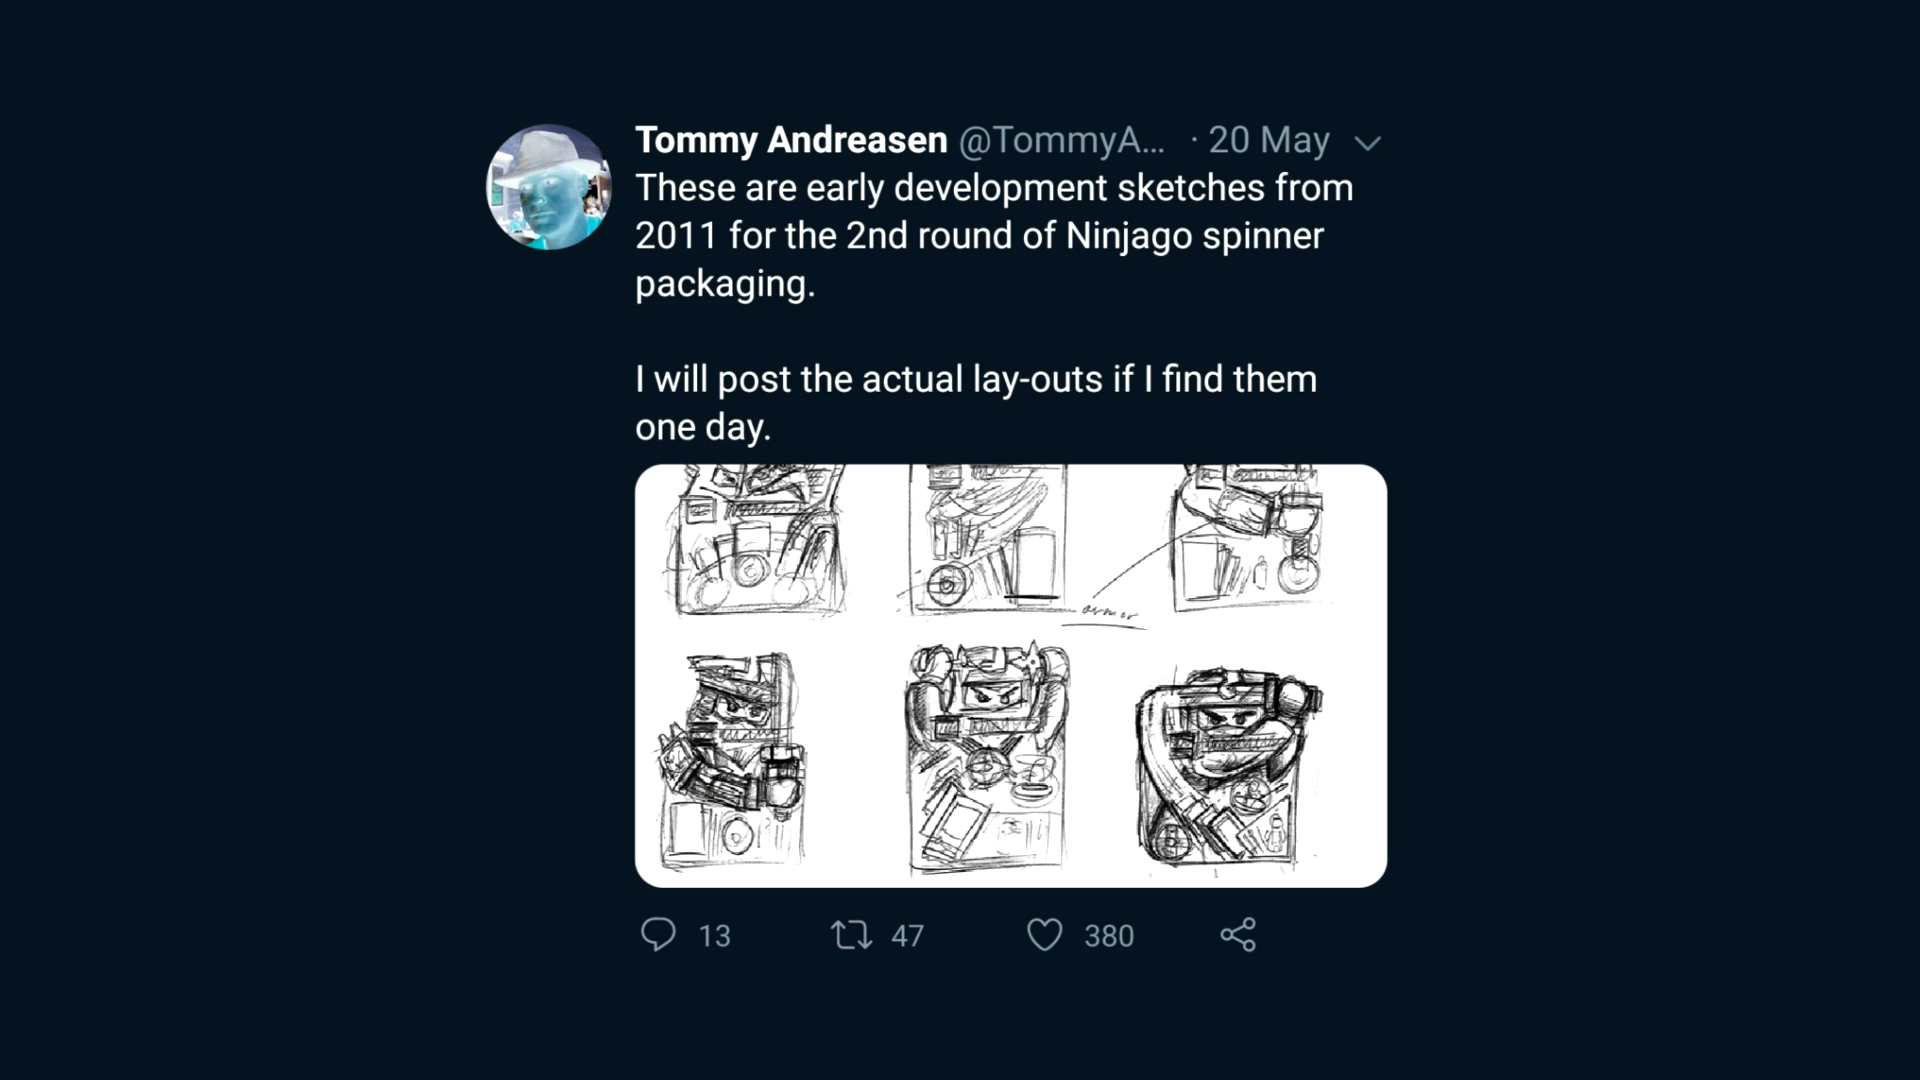 Tommy Andreasen @TommyA... · 20 May
These are early development sketches from
2011 for the 2nd round of Ninjago spinner
packaging.
I will post the actual lay-outs if I find them
one day.
armor
13 47 380